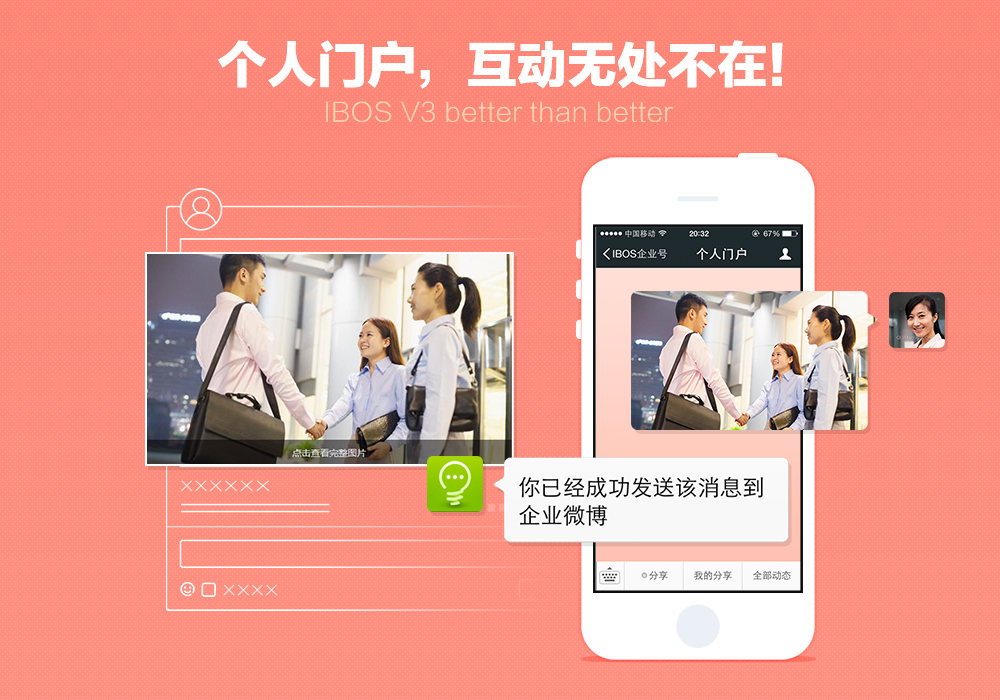 个人门户，互动无处不在!
IBOS V3 better than better
中国移动 20:32 67%
IBOS企业号 个人门户
点击查看完整图片
××××××
你已经成功发送该消息到
企业微博
××××
分享 我的分享 全部动态